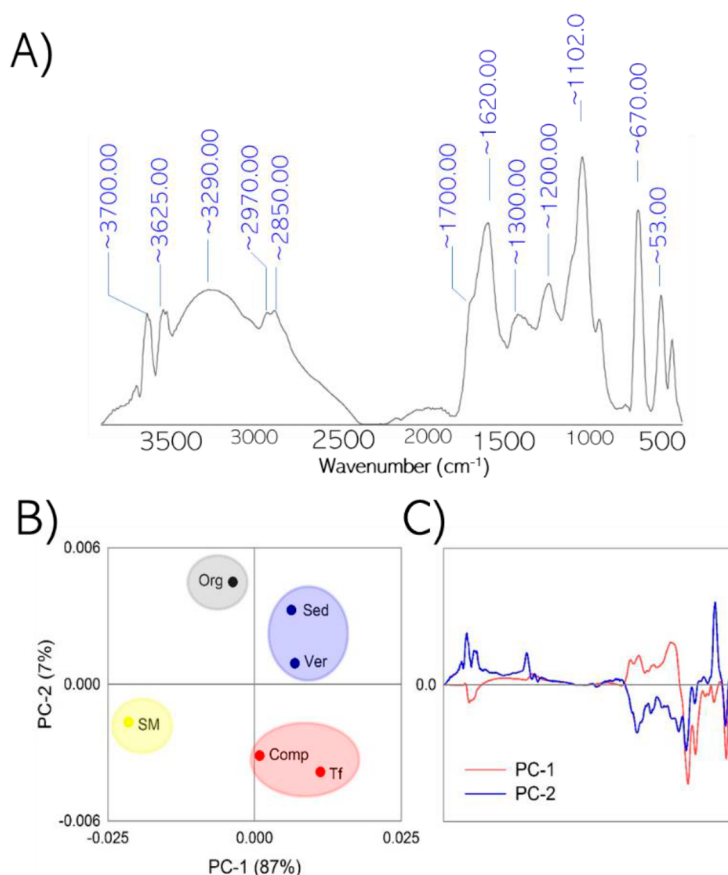 A)
~3700.00
~3625.00
~3290.00
~2970.00
~2850.00
~1700.00
~1620.00
~1300.00
~1200.00
~1102.0
~670.00
~53.00
3500 3000 2500 2000 1500 1000 500
Wavenumber (cm⁻¹)
B)
0.006
0.000
-0.006
PC-2 (7%)
Org
Sed
Ver
SM
Comp
Tf
-0.025 0.000 0.025
PC-1 (87%)
C)
0.0
PC-1
PC-2